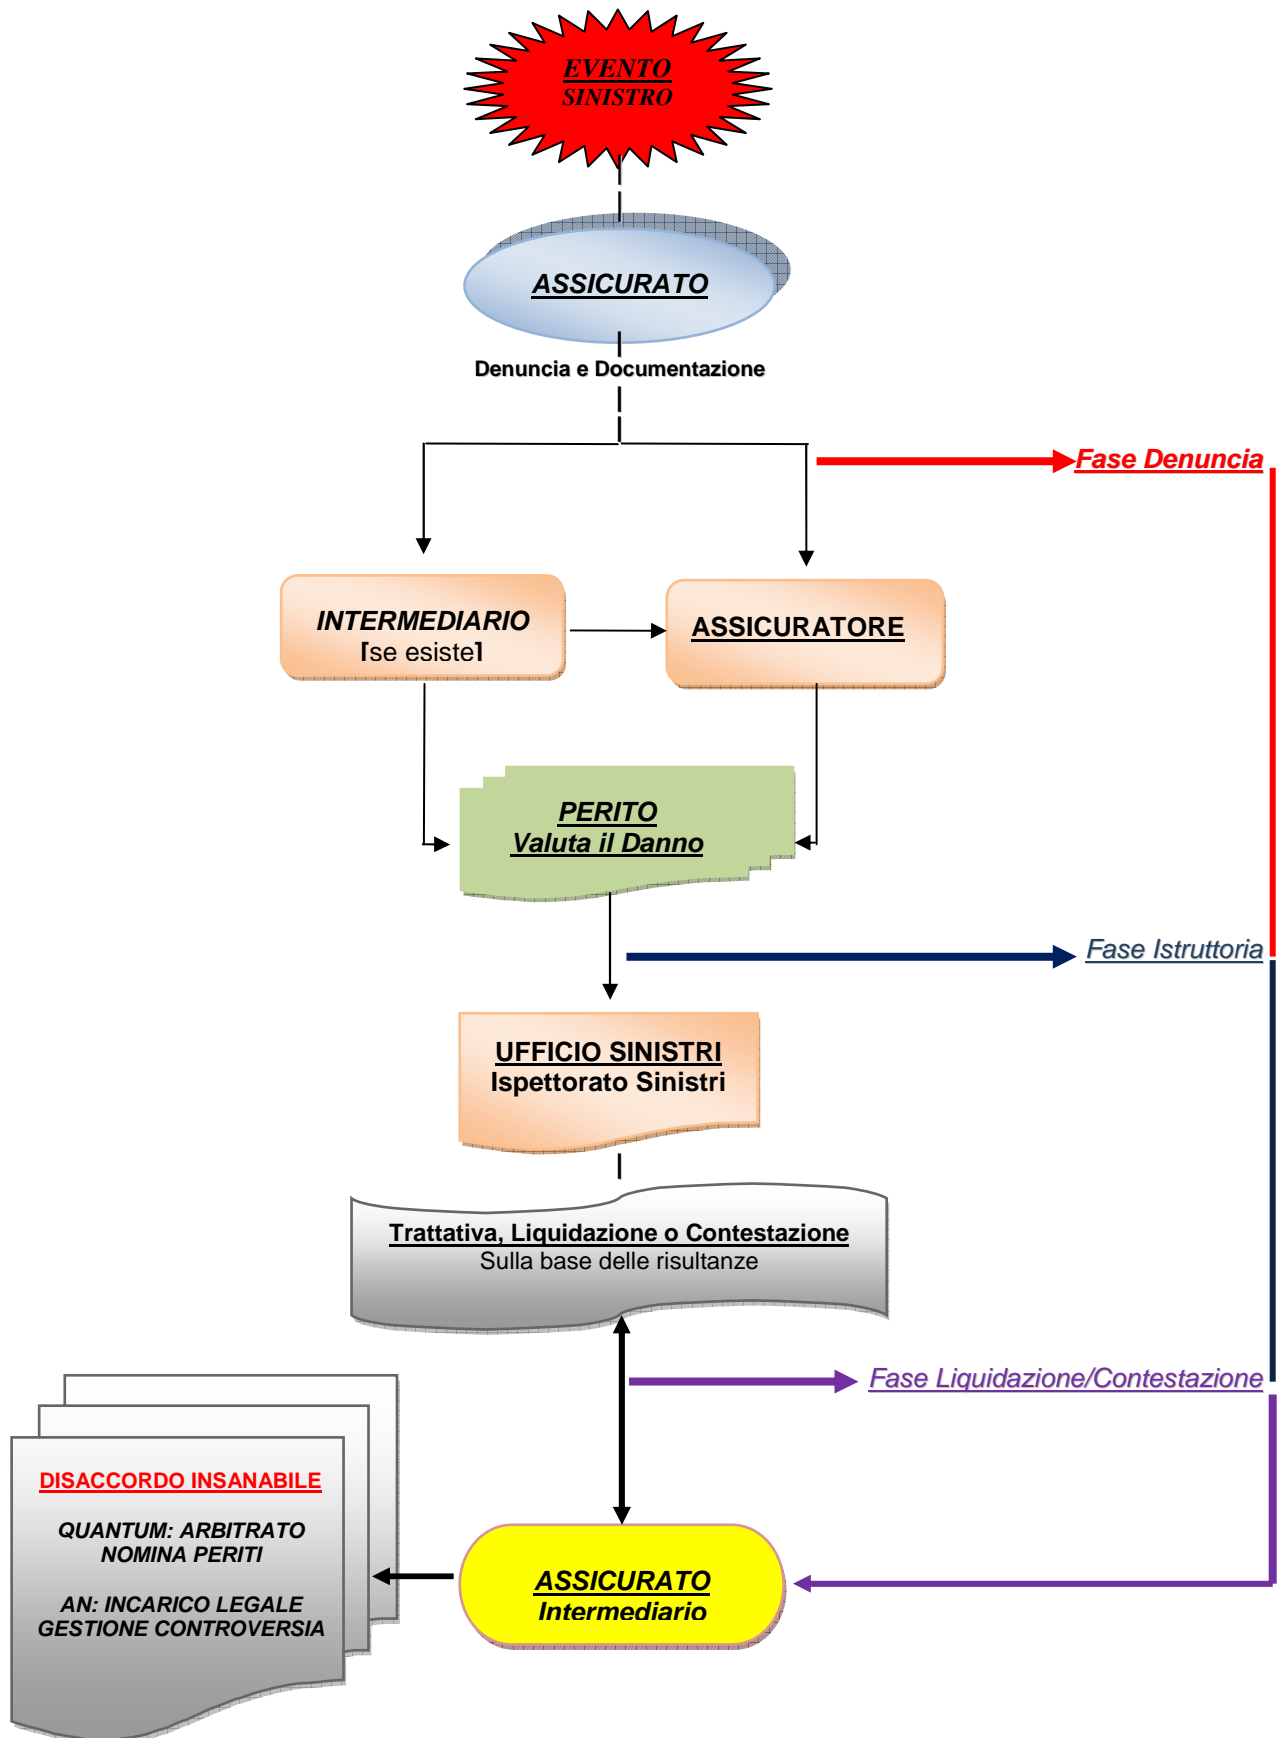 EVENTO
SINISTRO
ASSICURATO
Denuncia e Documentazione
Fase Denuncia
INTERMEDIARIO
[se esiste]
ASSICURATORE
PERITO
Valuta il Danno
Fase Istruttoria
UFFICIO SINISTRI
Ispettorato Sinistri
Trattativa, Liquidazione o Contestazione
Sulla base delle risultanze
Fase Liquidazione/Contestazione
DISACCORDO INSANABILE
QUANTUM: ARBITRATO
NOMINA PERITI
AN: INCARICO LEGALE
GESTIONE CONTROVERSIA
ASSICURATO
Intermediario